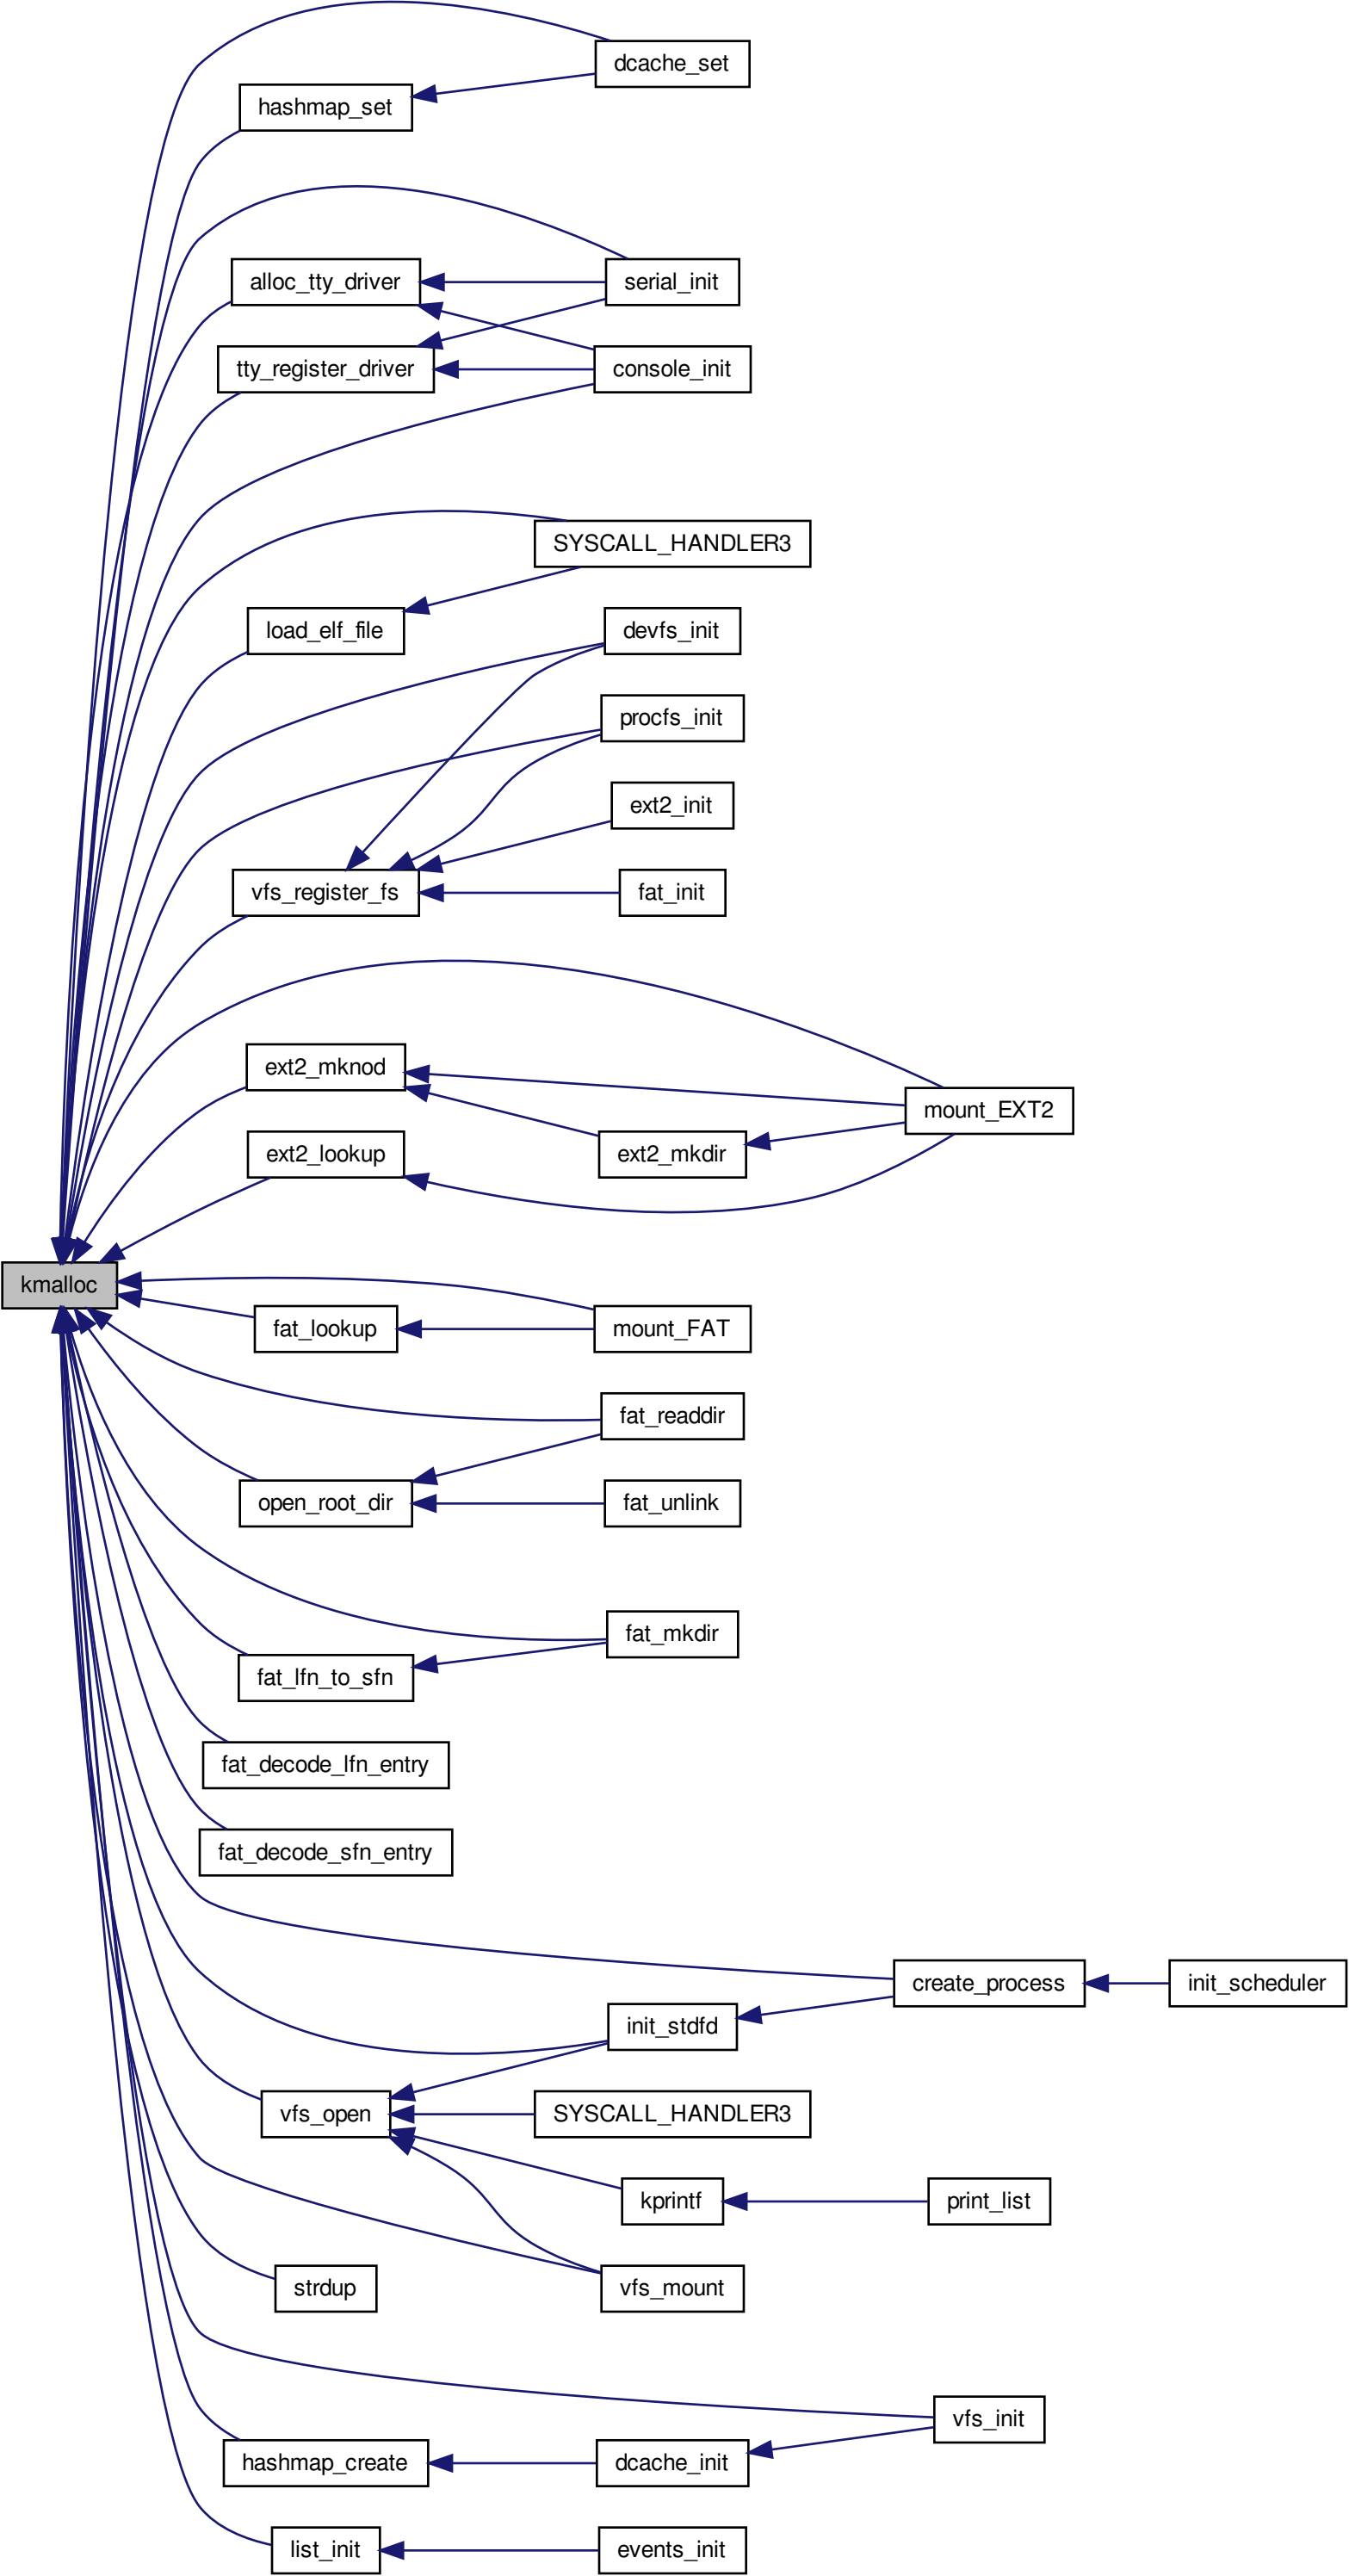 dcache_set
hashmap_set
alloc_tty_driver
serial_init
tty_register_driver
console_init
SYSCALL_HANDLER3
load_elf_file
devfs_init
procfs_init
ext2_init
vfs_register_fs
fat_init
ext2_mknod
mount_EXT2
ext2_lookup
ext2_mkdir
kmalloc
fat_lookup
mount_FAT
fat_readdir
open_root_dir
fat_unlink
fat_mkdir
fat_lfn_to_sfn
fat_decode_lfn_entry
fat_decode_sfn_entry
create_process
init_scheduler
init_stdfd
vfs_open
SYSCALL_HANDLER3
kprintf
print_list
strdup
vfs_mount
vfs_init
hashmap_create
dcache_init
list_init
events_init